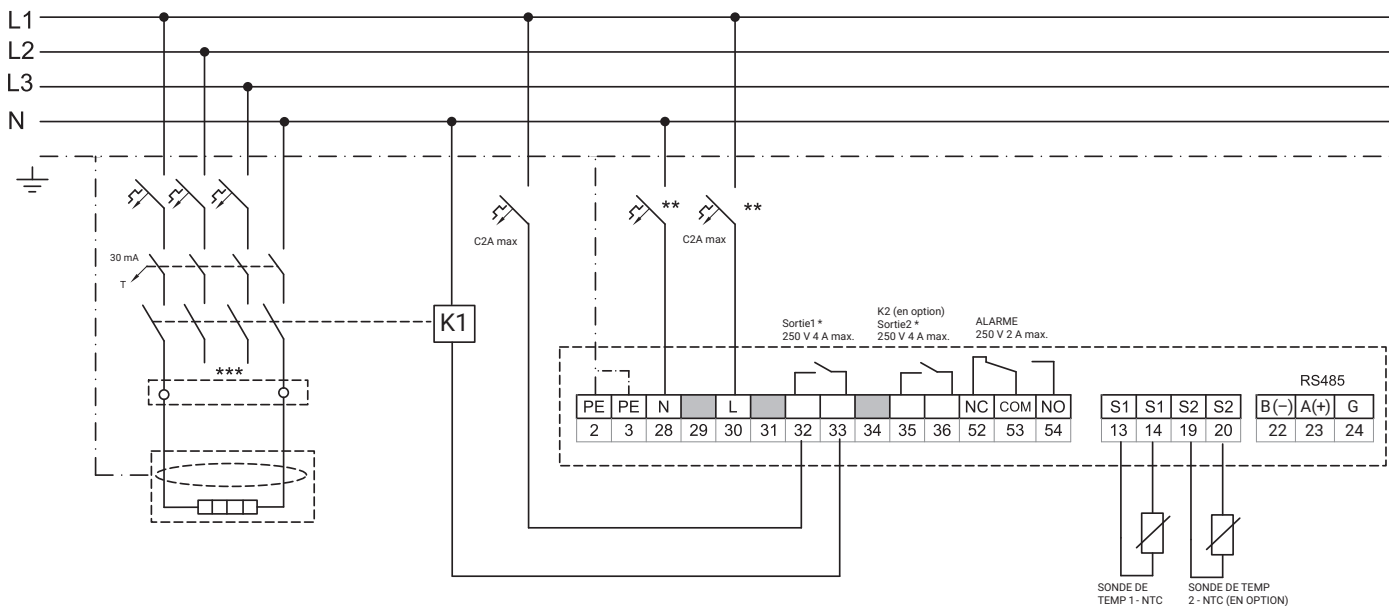 L1
L2
L3
N
** **
C2A max C2A max
30 mA
T
K1
***
Sortie1 *
250 V 4 A max.
K2 (en option)
Sortie2 *
250 V 4 A max.
ALARME
250 V 2 A max.
RS485
PE PE N L NC COM NO S1 S1 S2 S2 B(−) A(+) G
2 3 28 29 30 31 32 33 34 35 36 52 53 54 13 14 19 20 22 23 24
SONDE DE
TEMP 1 - NTC
SONDE DE TEMP
2 - NTC (EN OPTION)